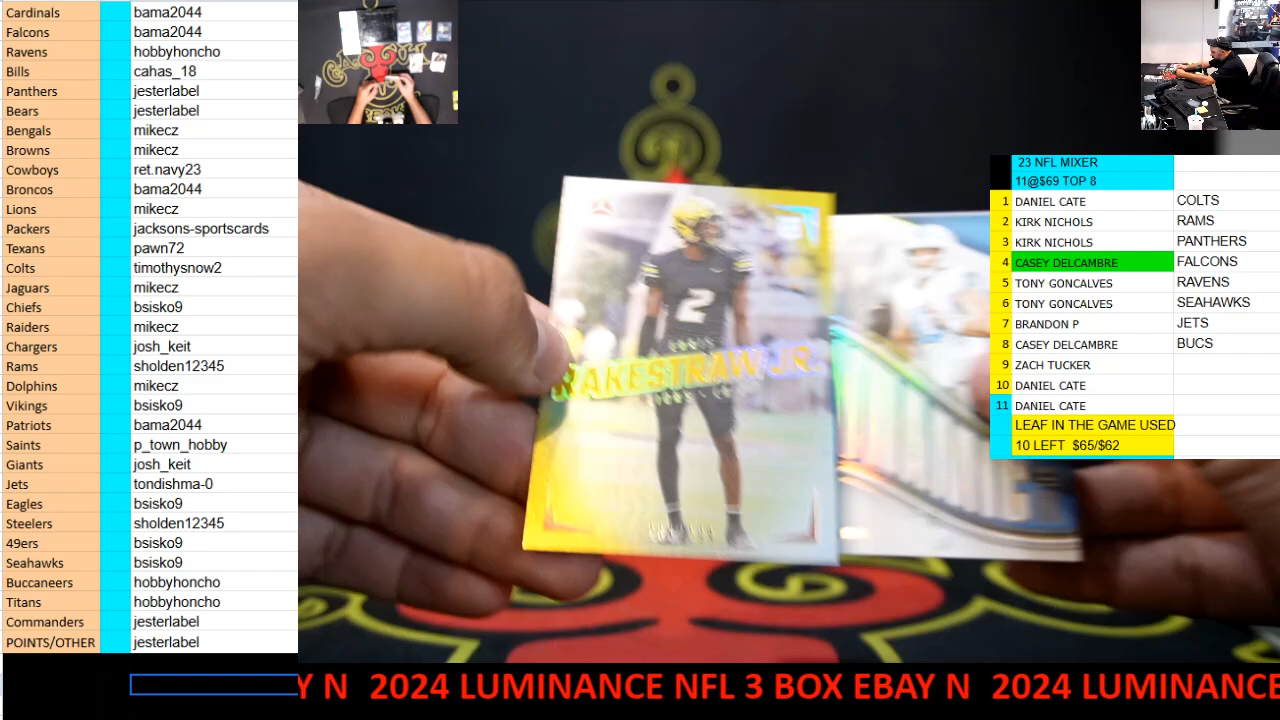 Cardinals bama2044
Falcons bama2044
Ravens hobbyhoncho
Bills cahas_18
Panthers jesterlabel
Bears jesterlabel
Bengals mikecz
Browns mikecz
Cowboys ret.navy23
Broncos bama2044
Lions mikecz
Packers jacksons-sportscards
Texans pawn72
Colts timothysnow2
Jaguars mikecz
Chiefs bsisko9
Raiders mikecz
Chargers josh_keit
Rams sholden12345
Dolphins mikecz
Vikings bsisko9
Patriots bama2044
Saints p_town_hobby
Giants josh_keit
Jets tondishma-0
Eagles bsisko9
Steelers sholden12345
49ers bsisko9
Seahawks bsisko9
Buccaneers hobbyhoncho
Titans hobbyhoncho
Commanders jesterlabel
POINTS/OTHER jesterlabel
2
RAKESTRAW JR.
23 NFL MIXER
11@$69 TOP 8
1 DANIEL CATE COLTS
2 KIRK NICHOLS RAMS
3 KIRK NICHOLS PANTHERS
4 CASEY DELCAMBRE FALCONS
5 TONY GONCALVES RAVENS
6 TONY GONCALVES SEAHAWKS
7 BRANDON P JETS
8 CASEY DELCAMBRE BUCS
9 ZACH TUCKER
10 DANIEL CATE
11 DANIEL CATE
LEAF IN THE GAME USED
10 LEFT $65/$62
Y N 2024 LUMINANCE NFL 3 BOX EBAY N 2024 LUMINANCE